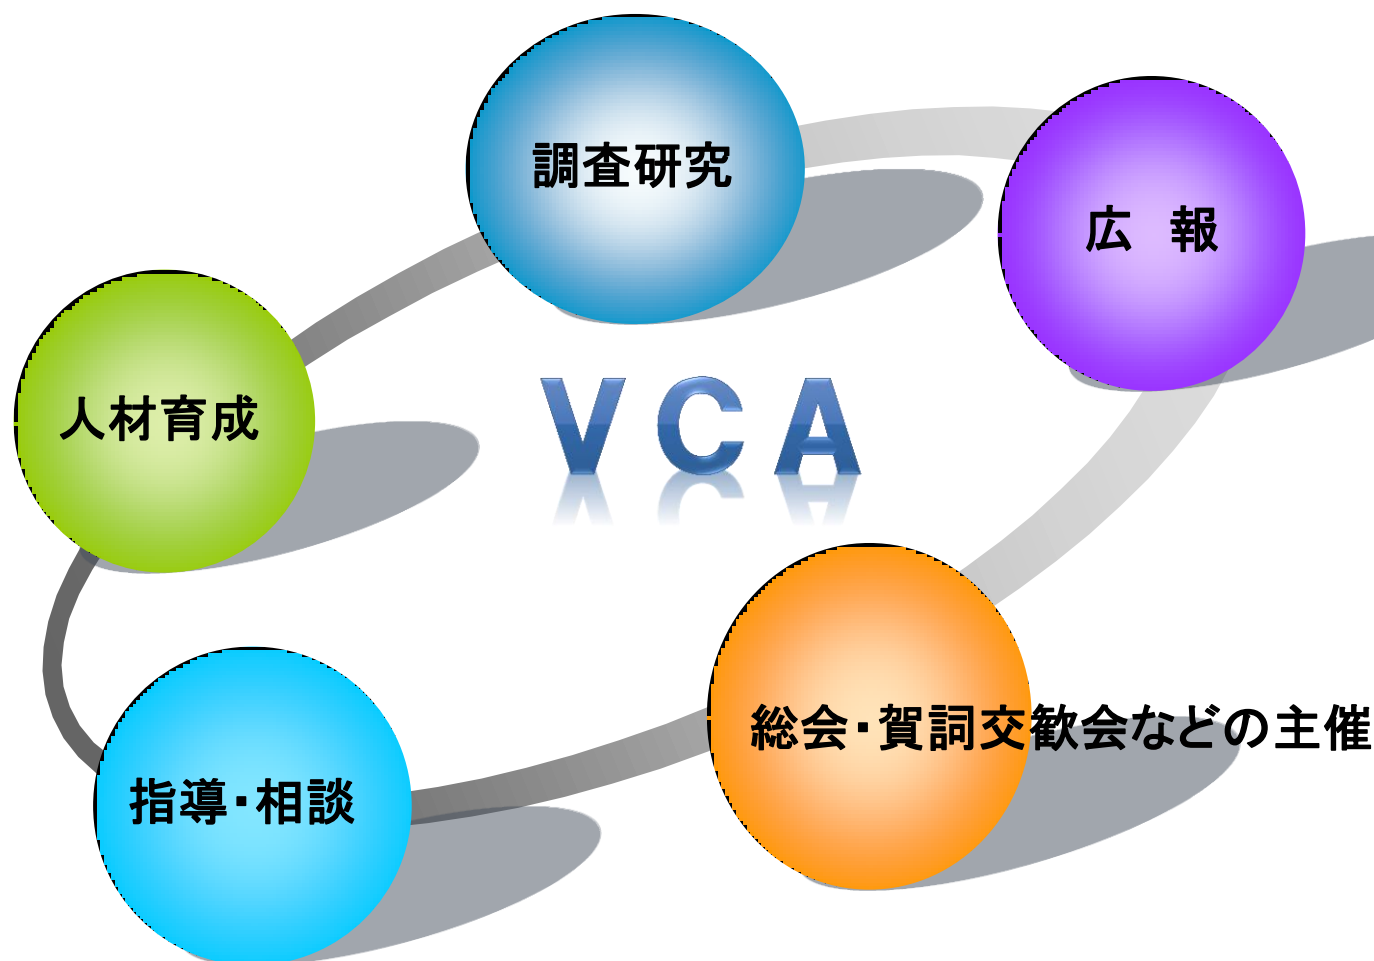 調査研究
広　報
人材育成
VCA
総会・賀詞交歓会などの主催
指導・相談